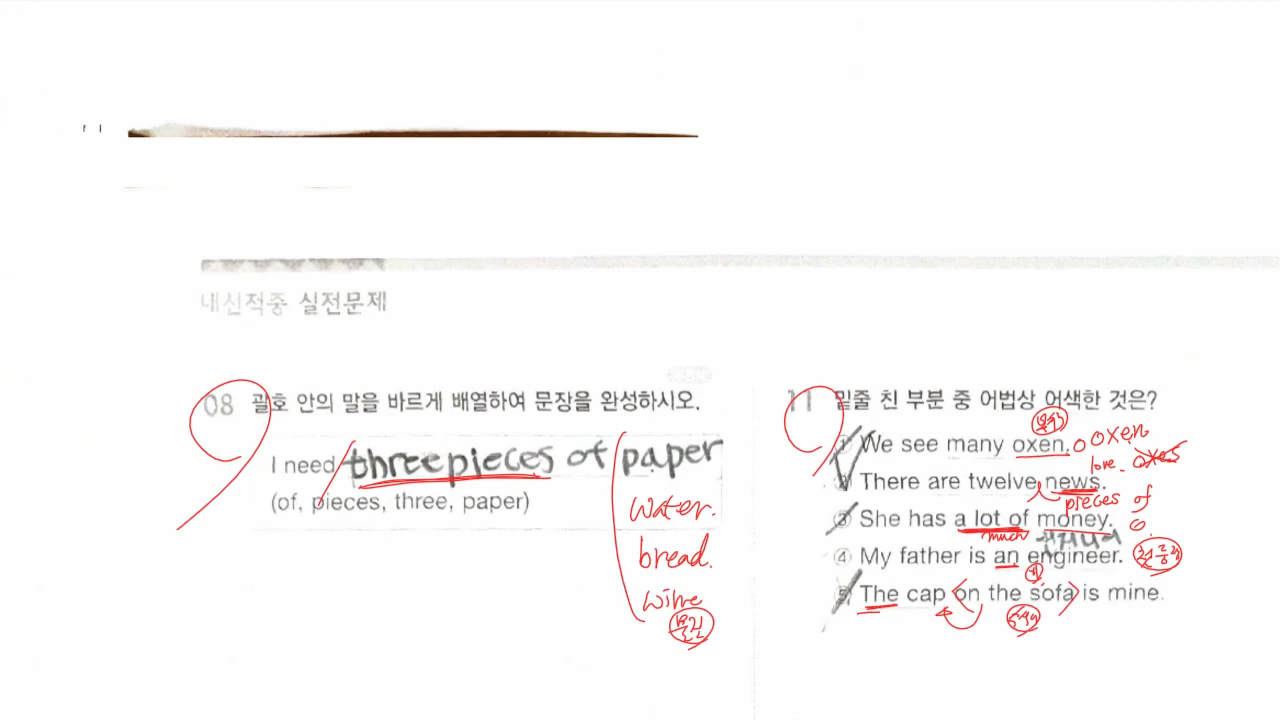 내신적중 실전문제
08 괄호 안의 말을 바르게 배열하여 문장을 완성하시오.
I need three pieces of paper
(of, pieces, three, paper)
water.
bread.
wine
물질
11 밑줄 친 부분 중 어법상 어색한 것은?
① We see many oxen. oxen
love. oxes
② There are twelve news.
pieces of
③ She has a lot of money.
much
④ My father is an engineer.
⑤ The cap on the sofa is mine.